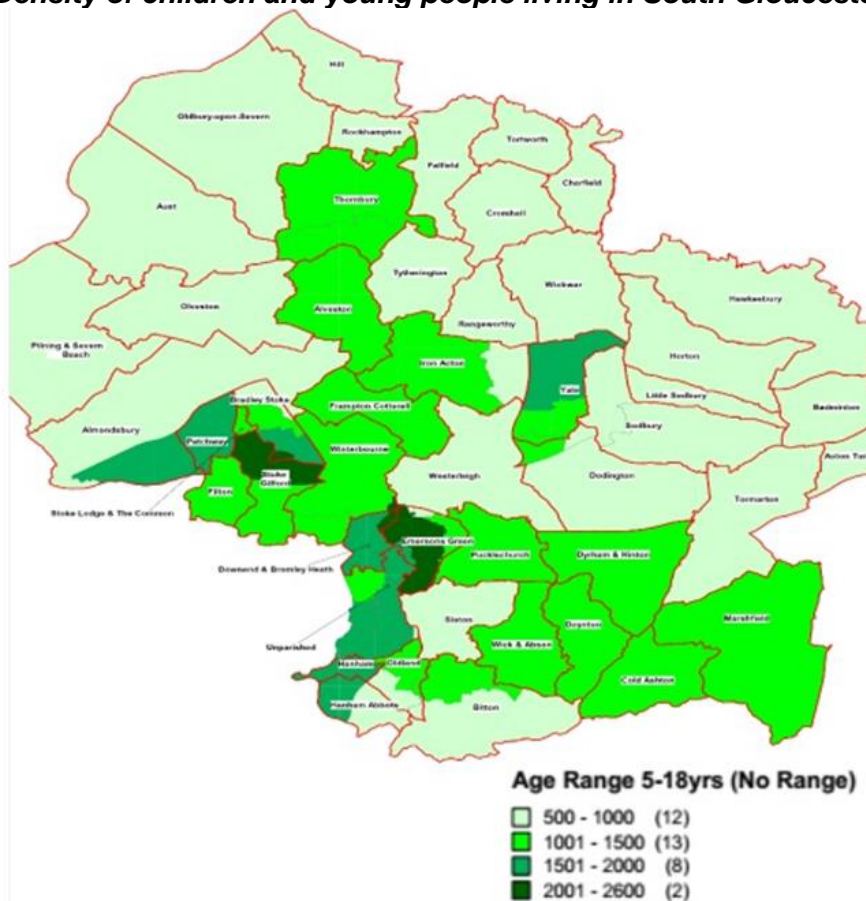 Density of children and young people living in South Glouceste
Hill
Oldbury-upon-Severn
Rockhampton
Tortworth
Falfield
Charfield
Thornbury
Aust
Cromhall
Tytherington
Wickwar
Hawkesbury
Olveston
Alveston
Rangeworthy
Pilning & Severn
Beach
Horton
Iron Acton
Yate
Little Sodbury
Bradley Stoke
Frampton Cotterell
Badminton
Almondsbury
Sodbury
Patchway
Winterbourne
Acton Tur
Stoke
Gifford
Westerleigh
Dodington
Filton
Tormarton
Stoke Lodge & The Common
Emersons Green
Pucklechurch
Dyrham & Hinton
Downend & Bromley Heath
Siston
Doynton
Marshfield
Unparished
Wick & Abson
Hanham
Oldland
Cold Ashton
Hanham Abbots
Bitton
Age Range 5-18yrs (No Range)
500 - 1000 (12)
1001 - 1500 (13)
1501 - 2000 (8)
2001 - 2600 (2)